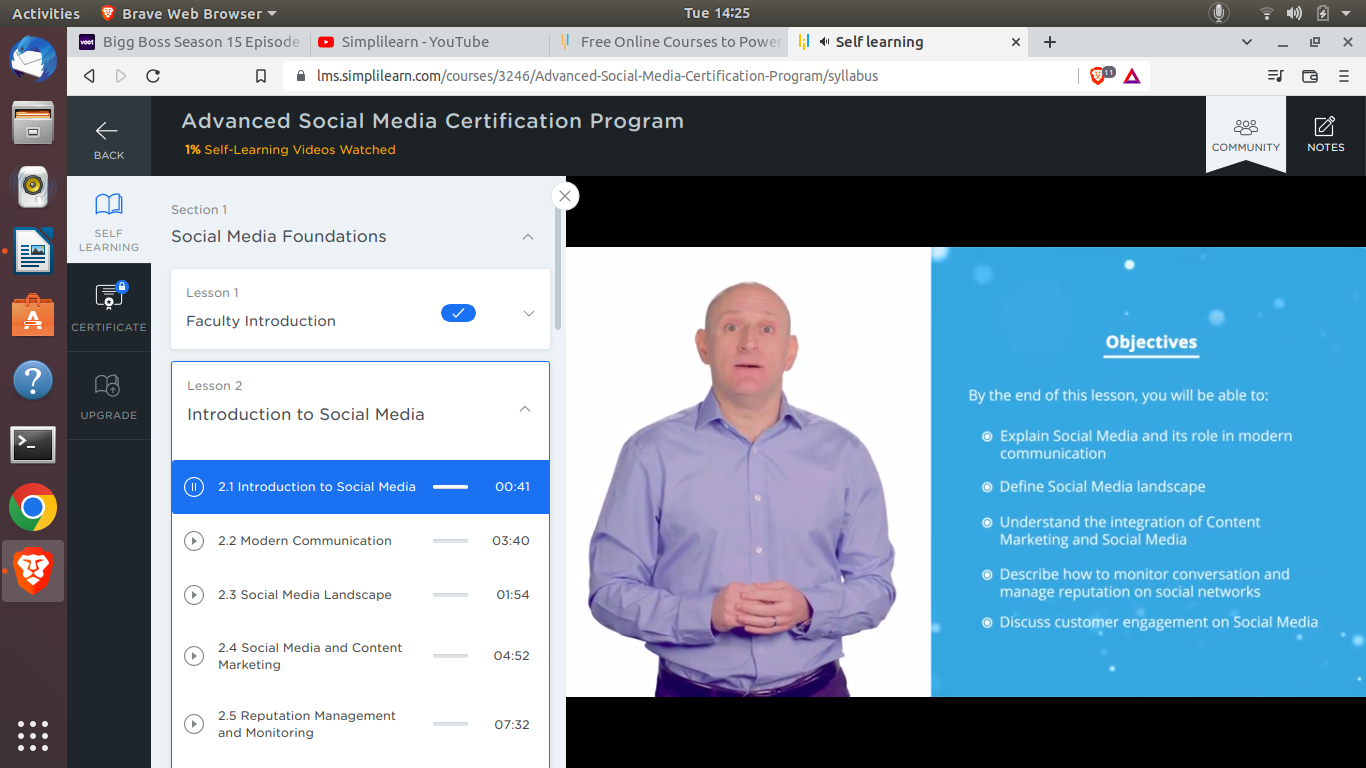 Activities
Brave Web Browser
Tue 14:25
voot
Bigg Boss Season 15 Episode
Simplilearn - YouTube
Free Online Courses to Power
Self learning
lms.simplilearn.com/courses/3246/Advanced-Social-Media-Certification-Program/syllabus
11
BACK
Advanced Social Media Certification Program
1% Self-Learning Videos Watched
COMMUNITY
NOTES
SELF
LEARNING
CERTIFICATE
UPGRADE
Section 1
Social Media Foundations
Lesson 1
Faculty Introduction
Lesson 2
Introduction to Social Media
2.1 Introduction to Social Media 00:41
2.2 Modern Communication 03:40
2.3 Social Media Landscape 01:54
2.4 Social Media and Content
Marketing 04:52
2.5 Reputation Management
and Monitoring 07:32
Objectives
By the end of this lesson, you will be able to:
Explain Social Media and its role in modern
communication
Define Social Media landscape
Understand the integration of Content
Marketing and Social Media
Describe how to monitor conversation and
manage reputation on social networks
Discuss customer engagement on Social Media